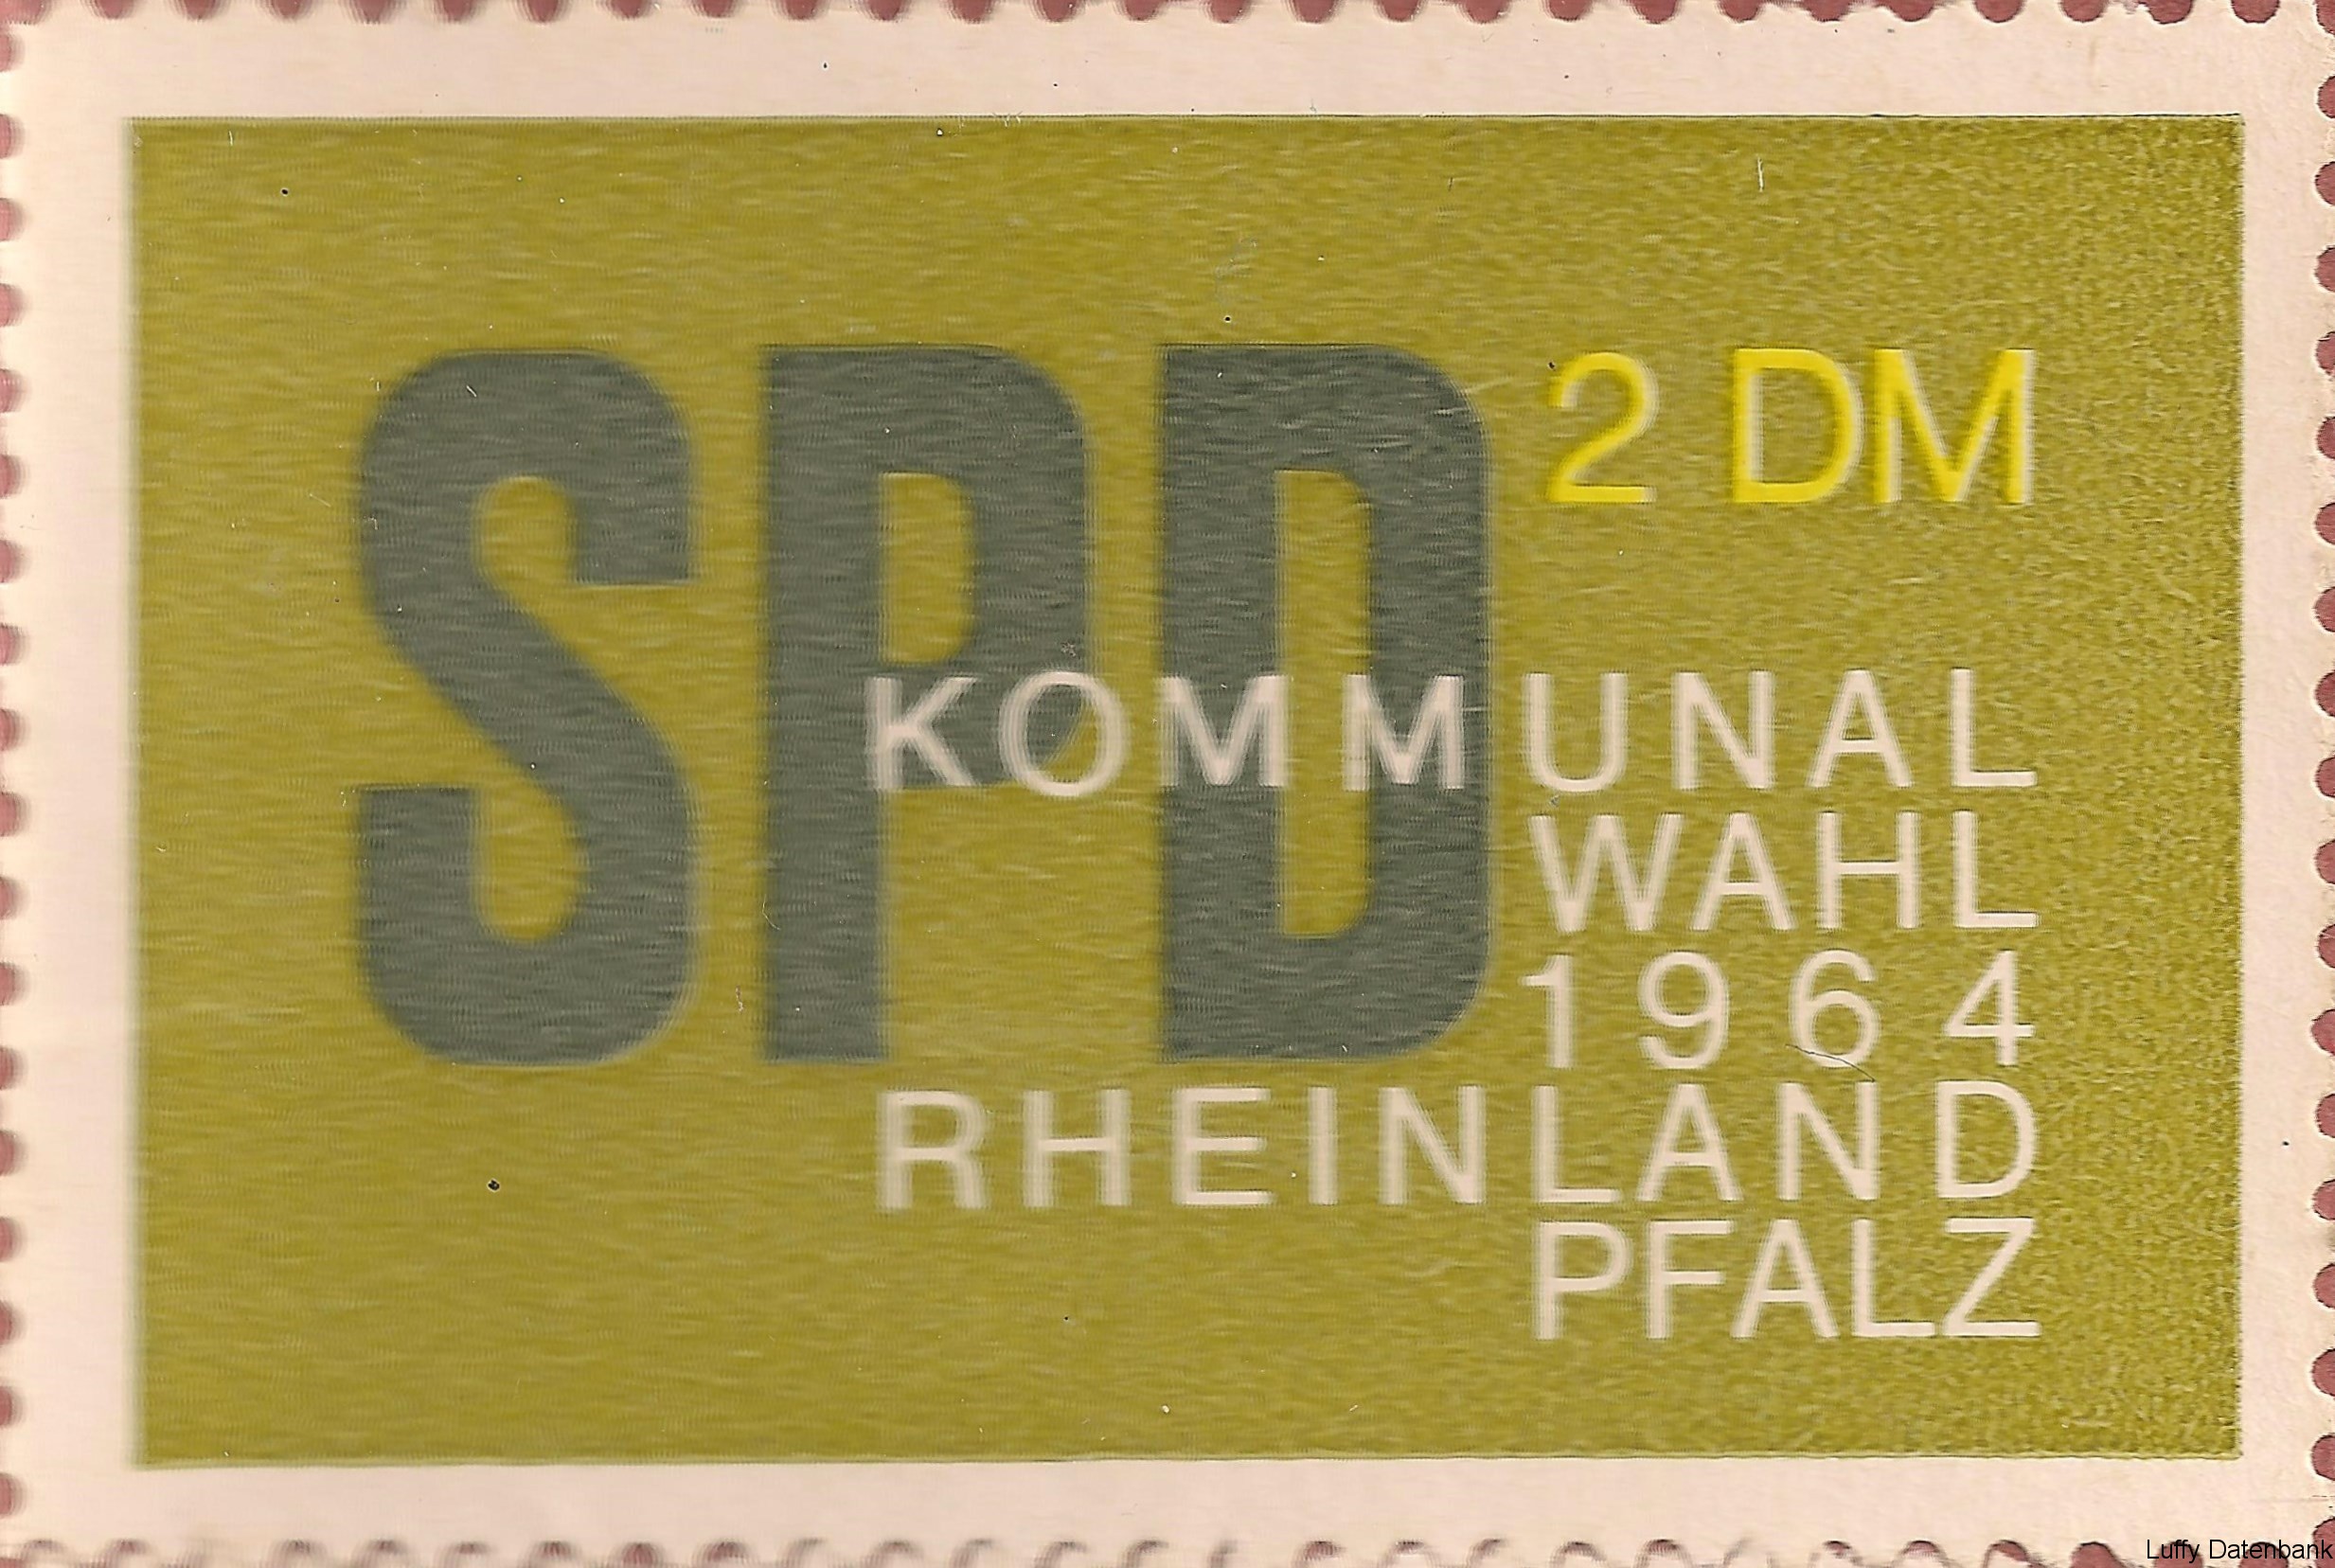 SPD
2 DM
KOMMUNAL
WAHL
1964
RHEINLAND
PFALZ
Luffy Datenbank